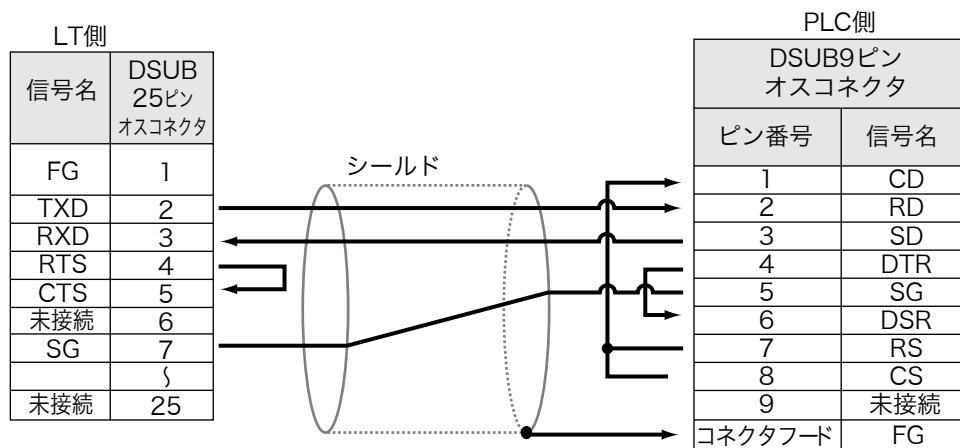 LT側
信号名 DSUB 25ピン オスコネクタ
FG 1
TXD 2
RXD 3
RTS 4
CTS 5
未接続 6
SG 7
〜
未接続 25
シールド
PLC側
DSUB9ピン
オスコネクタ
ピン番号 信号名
1 CD
2 RD
3 SD
4 DTR
5 SG
6 DSR
7 RS
8 CS
9 未接続
コネクタフード FG